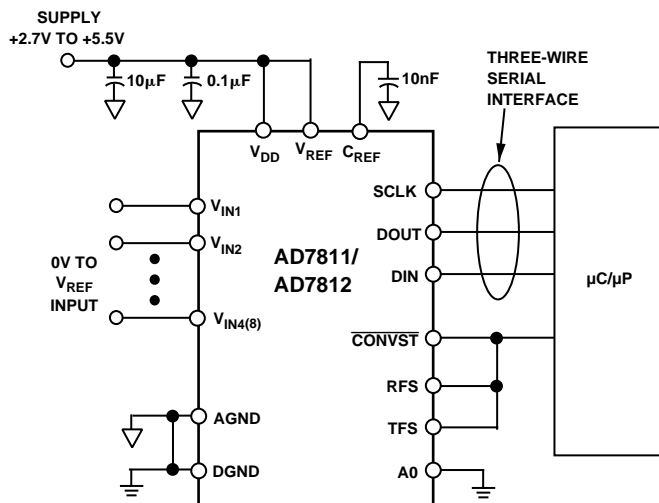 SUPPLY
+2.7V TO +5.5V
10μF
0.1μF
10nF
THREE-WIRE
SERIAL
INTERFACE
VDD
VREF
CREF
SCLK
DOUT
DIN
CONVST
RFS
TFS
A0
VIN1
VIN2
VIN4(8)
0V TO
VREF
INPUT
AGND
DGND
AD7811/
AD7812
μC/μP